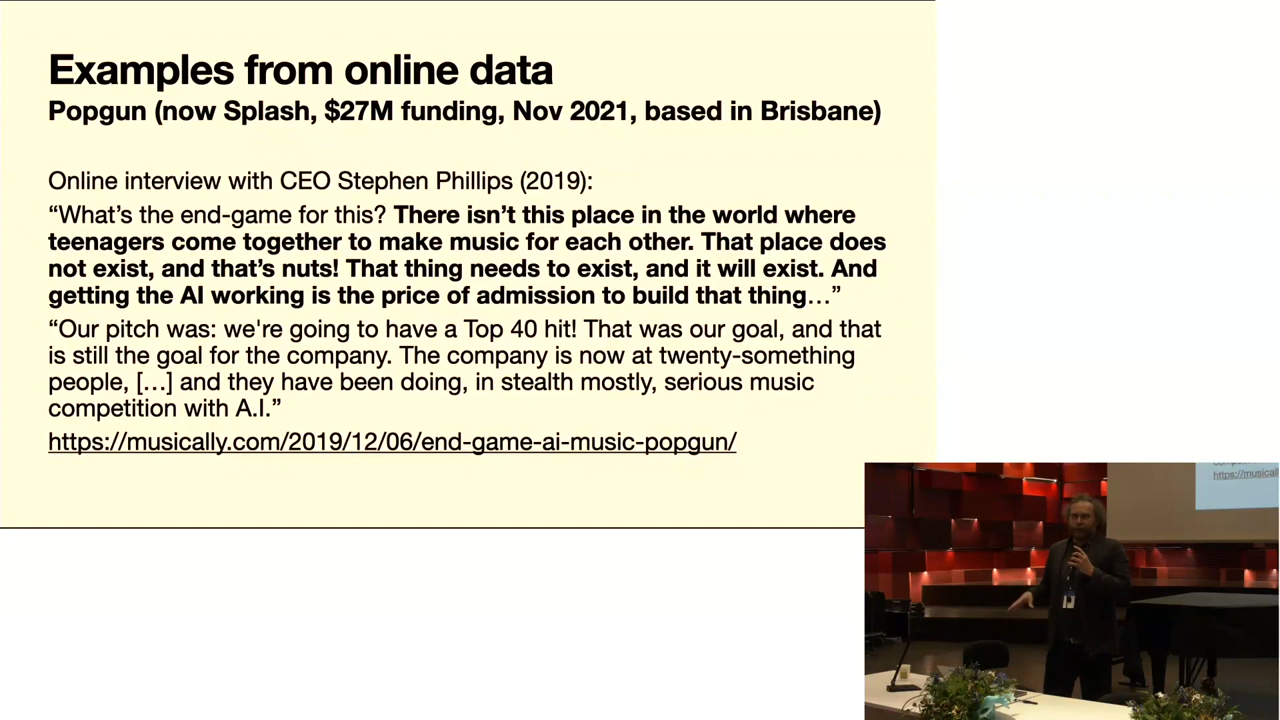 Examples from online data
Popgun (now Splash, $27M funding, Nov 2021, based in Brisbane)
Online interview with CEO Stephen Phillips (2019):
“What’s the end-game for this? There isn’t this place in the world where
teenagers come together to make music for each other. That place does
not exist, and that’s nuts! That thing needs to exist, and it will exist. And
getting the AI working is the price of admission to build that thing…”
“Our pitch was: we're going to have a Top 40 hit! That was our goal, and that
is still the goal for the company. The company is now at twenty-something
people, […] and they have been doing, in stealth mostly, serious music
competition with A.I.”
https://musically.com/2019/12/06/end-game-ai-music-popgun/
https://musicall